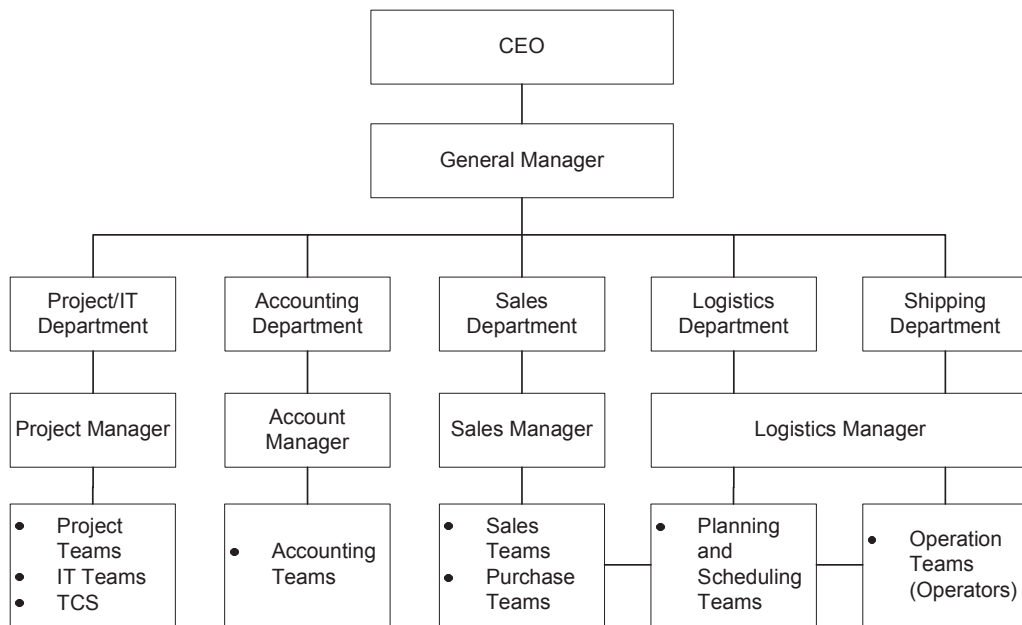 CEO
General Manager
Project/IT
Department
Accounting
Department
Sales
Department
Logistics
Department
Shipping
Department
Project Manager
Account
Manager
Sales Manager
Logistics Manager
• Project
Teams
• IT Teams
• TCS
• Accounting
Teams
• Sales
Teams
• Purchase
Teams
• Planning
and
Scheduling
Teams
• Operation
Teams
(Operators)